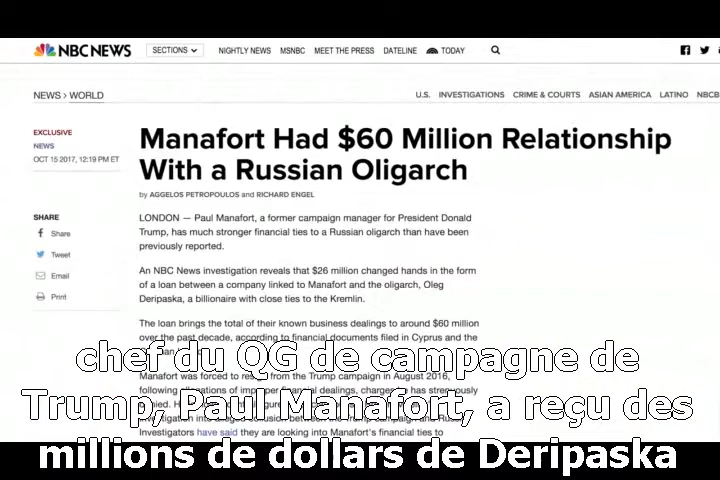 NBC NEWS SECTIONS NIGHTLY NEWS MSNBC MEET THE PRESS DATELINE TODAY
NEWS > WORLD U.S. INVESTIGATIONS CRIME & COURTS ASIAN AMERICA LATINO NBCB
EXCLUSIVE
NEWS
OCT 15 2017, 12:19 PM ET
Manafort Had $60 Million Relationship
With a Russian Oligarch
by AGGELOS PETROPOULOS and RICHARD ENGEL
SHARE
Share
Tweet
Email
Print
LONDON — Paul Manafort, a former campaign manager for President Donald
Trump, has much stronger financial ties to a Russian oligarch than have been
previously reported.
An NBC News investigation reveals that $26 million changed hands in the form
of a loan between a company linked to Manafort and the oligarch, Oleg
Deripaska, a billionaire with close ties to the Kremlin.
The loan brings the total of their known business dealings to around $60 million
over the past decade, according to financial documents filed in Cyprus and the
Manafort was forced to from the Trump campaign in August 2016,
following of dealings, charges
Investigators have said they are looking into Manafort's financial ties to
chef du QG de campagne de
Trump, Paul Manafort, a reçu des
millions de dollars de Deripaska